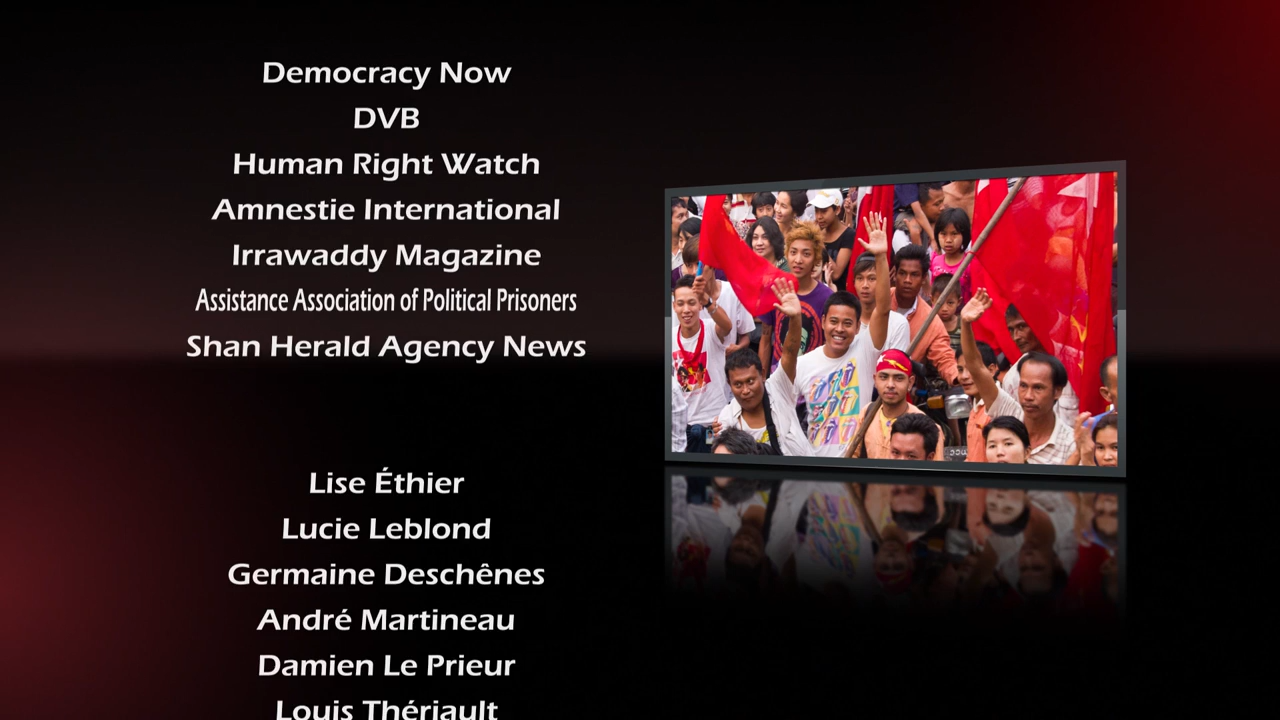 Democracy Now
DVB
Human Right Watch
Amnestie International
Irrawaddy Magazine
Assistance Association of Political Prisoners
Shan Herald Agency News
Lise Éthier
Lucie Leblond
Germaine Deschênes
André Martineau
Damien Le Prieur
Louis Thériault